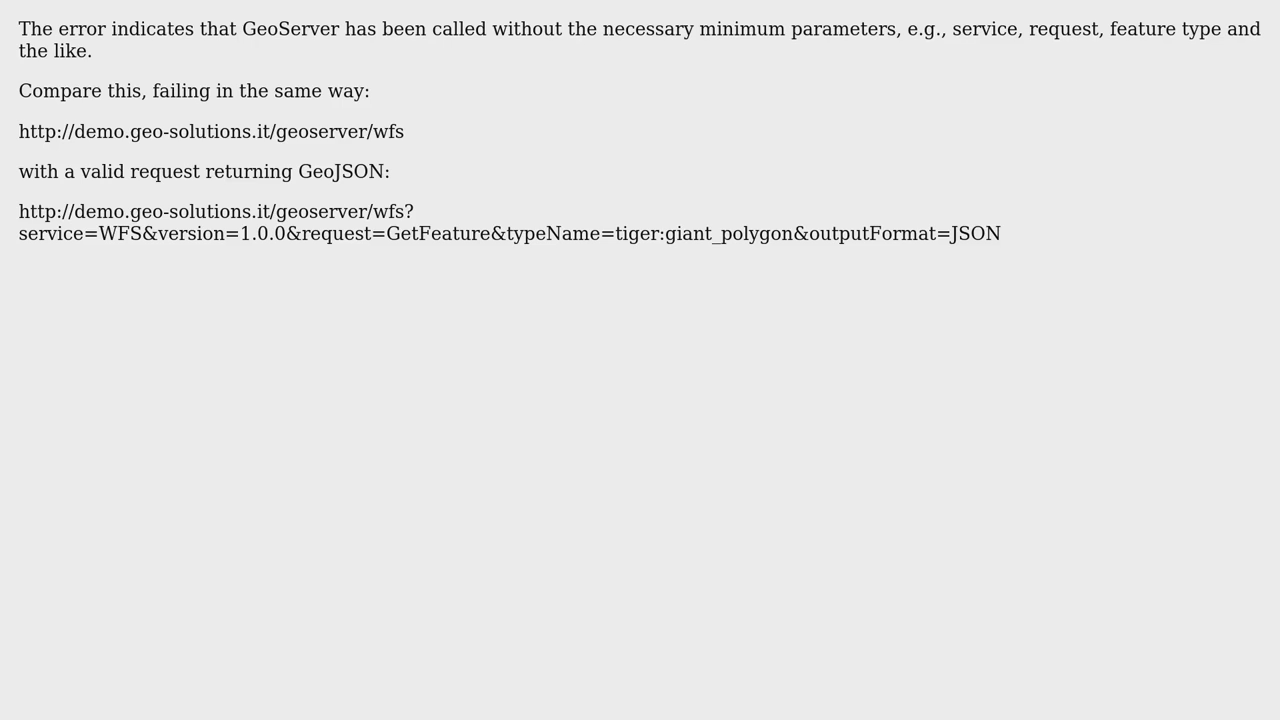 The error indicates that GeoServer has been called without the necessary minimum parameters, e.g., service, request, feature type and
the like.
Compare this, failing in the same way:
http://demo.geo-solutions.it/geoserver/wfs
with a valid request returning GeoJSON:
http://demo.geo-solutions.it/geoserver/wfs?
service=WFS&version=1.0.0&request=GetFeature&typeName=tiger:giant_polygon&outputFormat=JSON